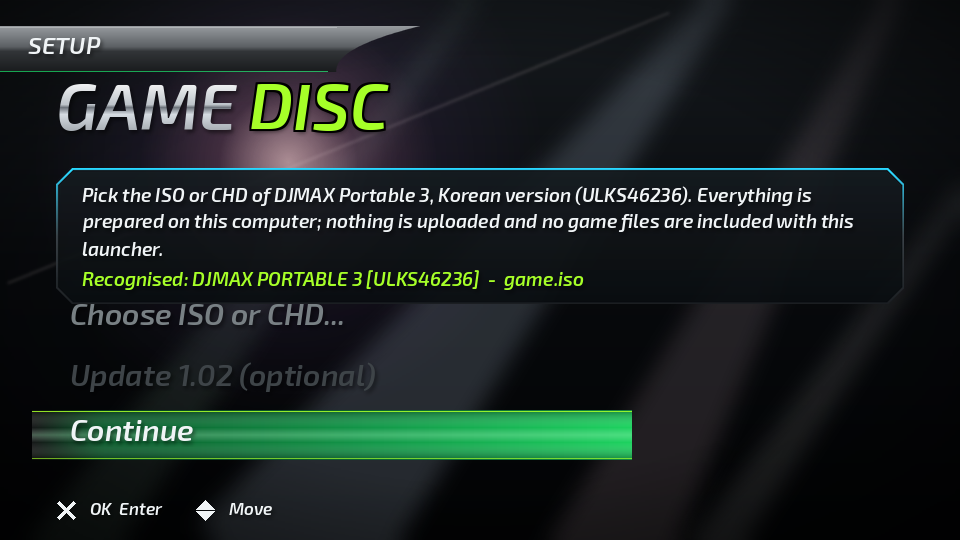 SETUP
GAME DISC
Pick the ISO or CHD of DJMAX Portable 3, Korean version (ULKS46236). Everything is
prepared on this computer; nothing is uploaded and no game files are included with this
launcher.
Recognised: DJMAX PORTABLE 3 [ULKS46236] - game.iso
Choose ISO or CHD...
Update 1.02 (optional)
Continue
OK Enter Move